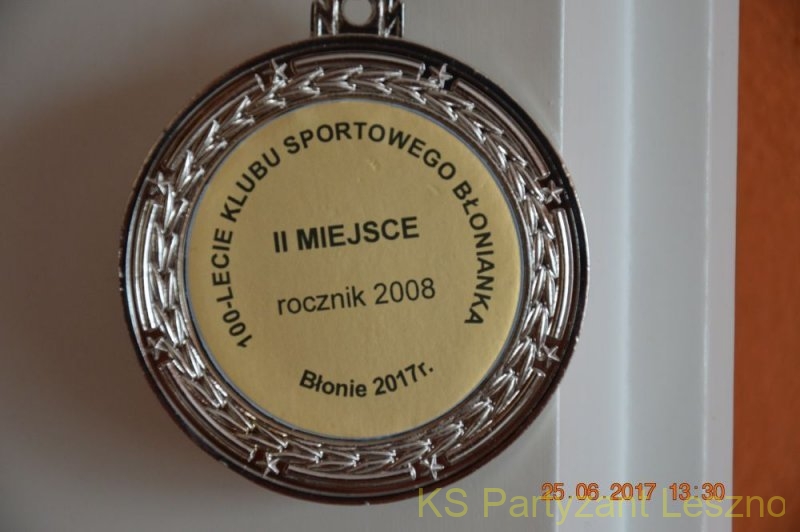 100-LECIE KLUBU SPORTOWEGO BŁONIANKA
II MIEJSCE
rocznik 2008
Błonie 2017r.
25.06.2017 13:30
KS Partyzant Leszno